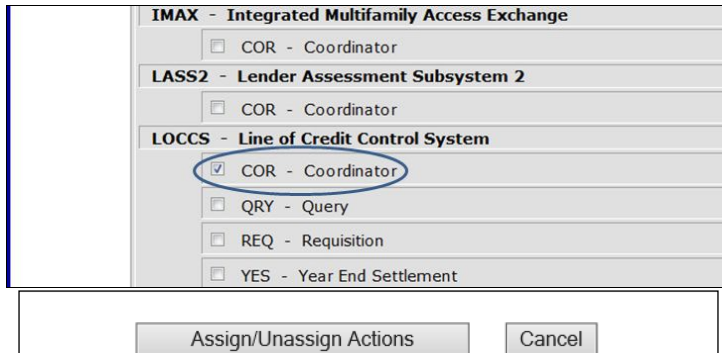 IMAX - Integrated Multifamily Access Exchange
COR - Coordinator
LASS2 - Lender Assessment Subsystem 2
COR - Coordinator
LOCCS - Line of Credit Control System
COR - Coordinator
QRY - Query
REQ - Requisition
YES - Year End Settlement
Assign/Unassign Actions Cancel